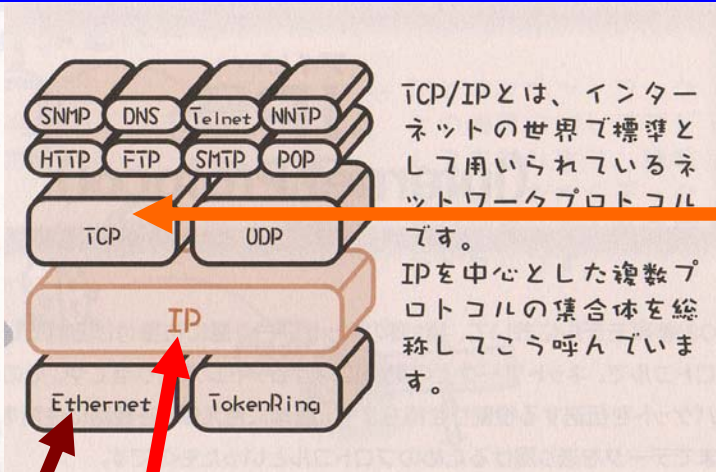 SNMP DNS Telnet NNTP
HTTP FTP SMTP POP
TCP UDP
IP
Ethernet TokenRing
TCP/IPとは、インター
ネットの世界で標準と
して用いられているネ
ットワークプロトコル
です。
IPを中心とした複数プ
ロトコルの集合体を総
称してこう呼んでいま
す。